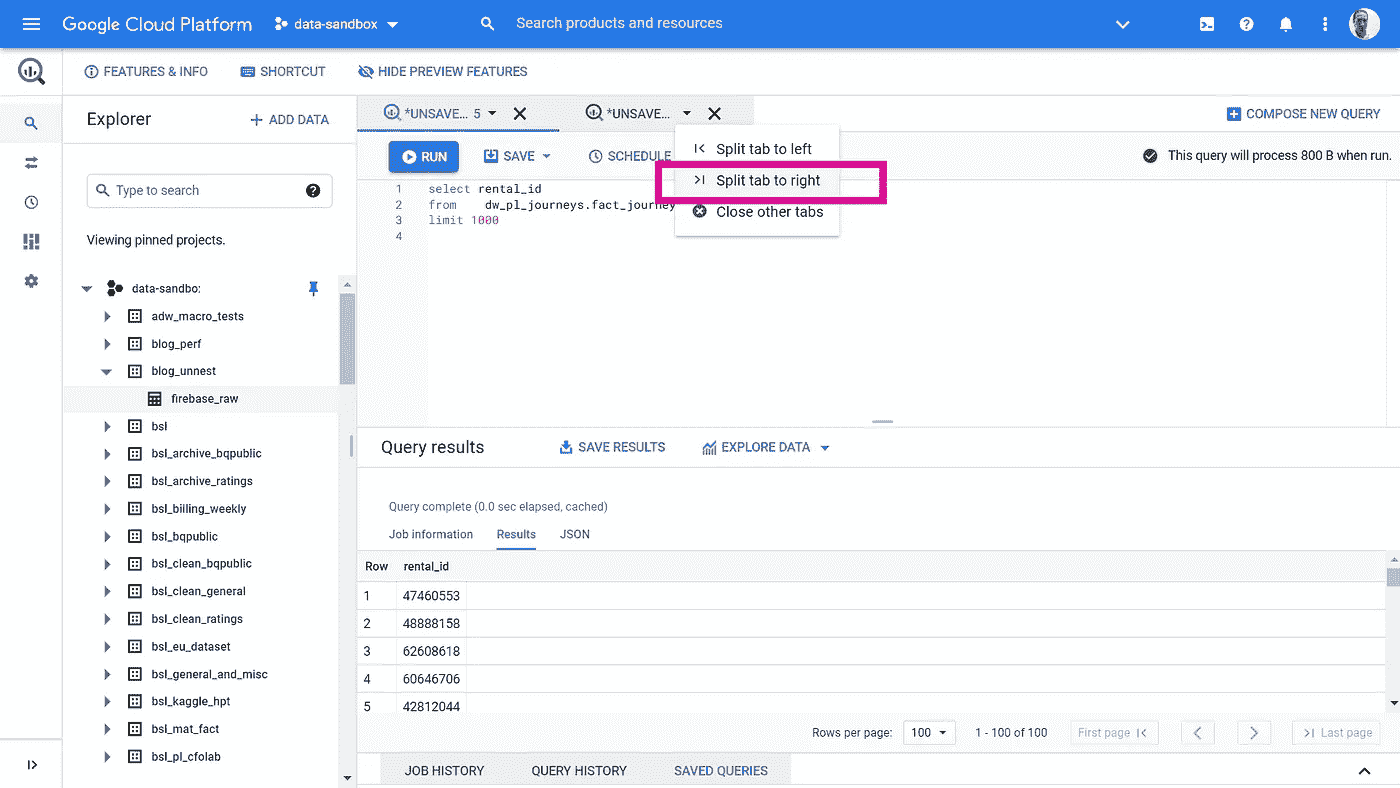 Google Cloud Platform data-sandbox Search products and resources
FEATURES & INFO SHORTCUT HIDE PREVIEW FEATURES
Explorer + ADD DATA
*UNSAVE... 5 *UNSAVE... COMPOSE NEW QUERY
RUN SAVE SCHEDULE This query will process 800 B when run.
Split tab to left
Split tab to right
Close other tabs
1 select rental_id
2 from dw_pl_journeys.fact_journey
3 limit 1000
4
Type to search
Viewing pinned projects.
data-sandbo:
adw_macro_tests
blog_perf
blog_unnest
firebase_raw
bsl
bsl_archive_bqpublic
bsl_archive_ratings
bsl_billing_weekly
bsl_bqpublic
bsl_clean_bqpublic
bsl_clean_general
bsl_clean_ratings
bsl_eu_dataset
bsl_general_and_misc
bsl_kaggle_hpt
bsl_mat_fact
bsl_pl_cfolab
Query results SAVE RESULTS EXPLORE DATA
Query complete (0.0 sec elapsed, cached)
Job information Results JSON
Row rental_id
1 47460553
2 48888158
3 62608618
4 60646706
5 42812044
Rows per page: 100 1 - 100 of 100 First page Last page
JOB HISTORY QUERY HISTORY SAVED QUERIES